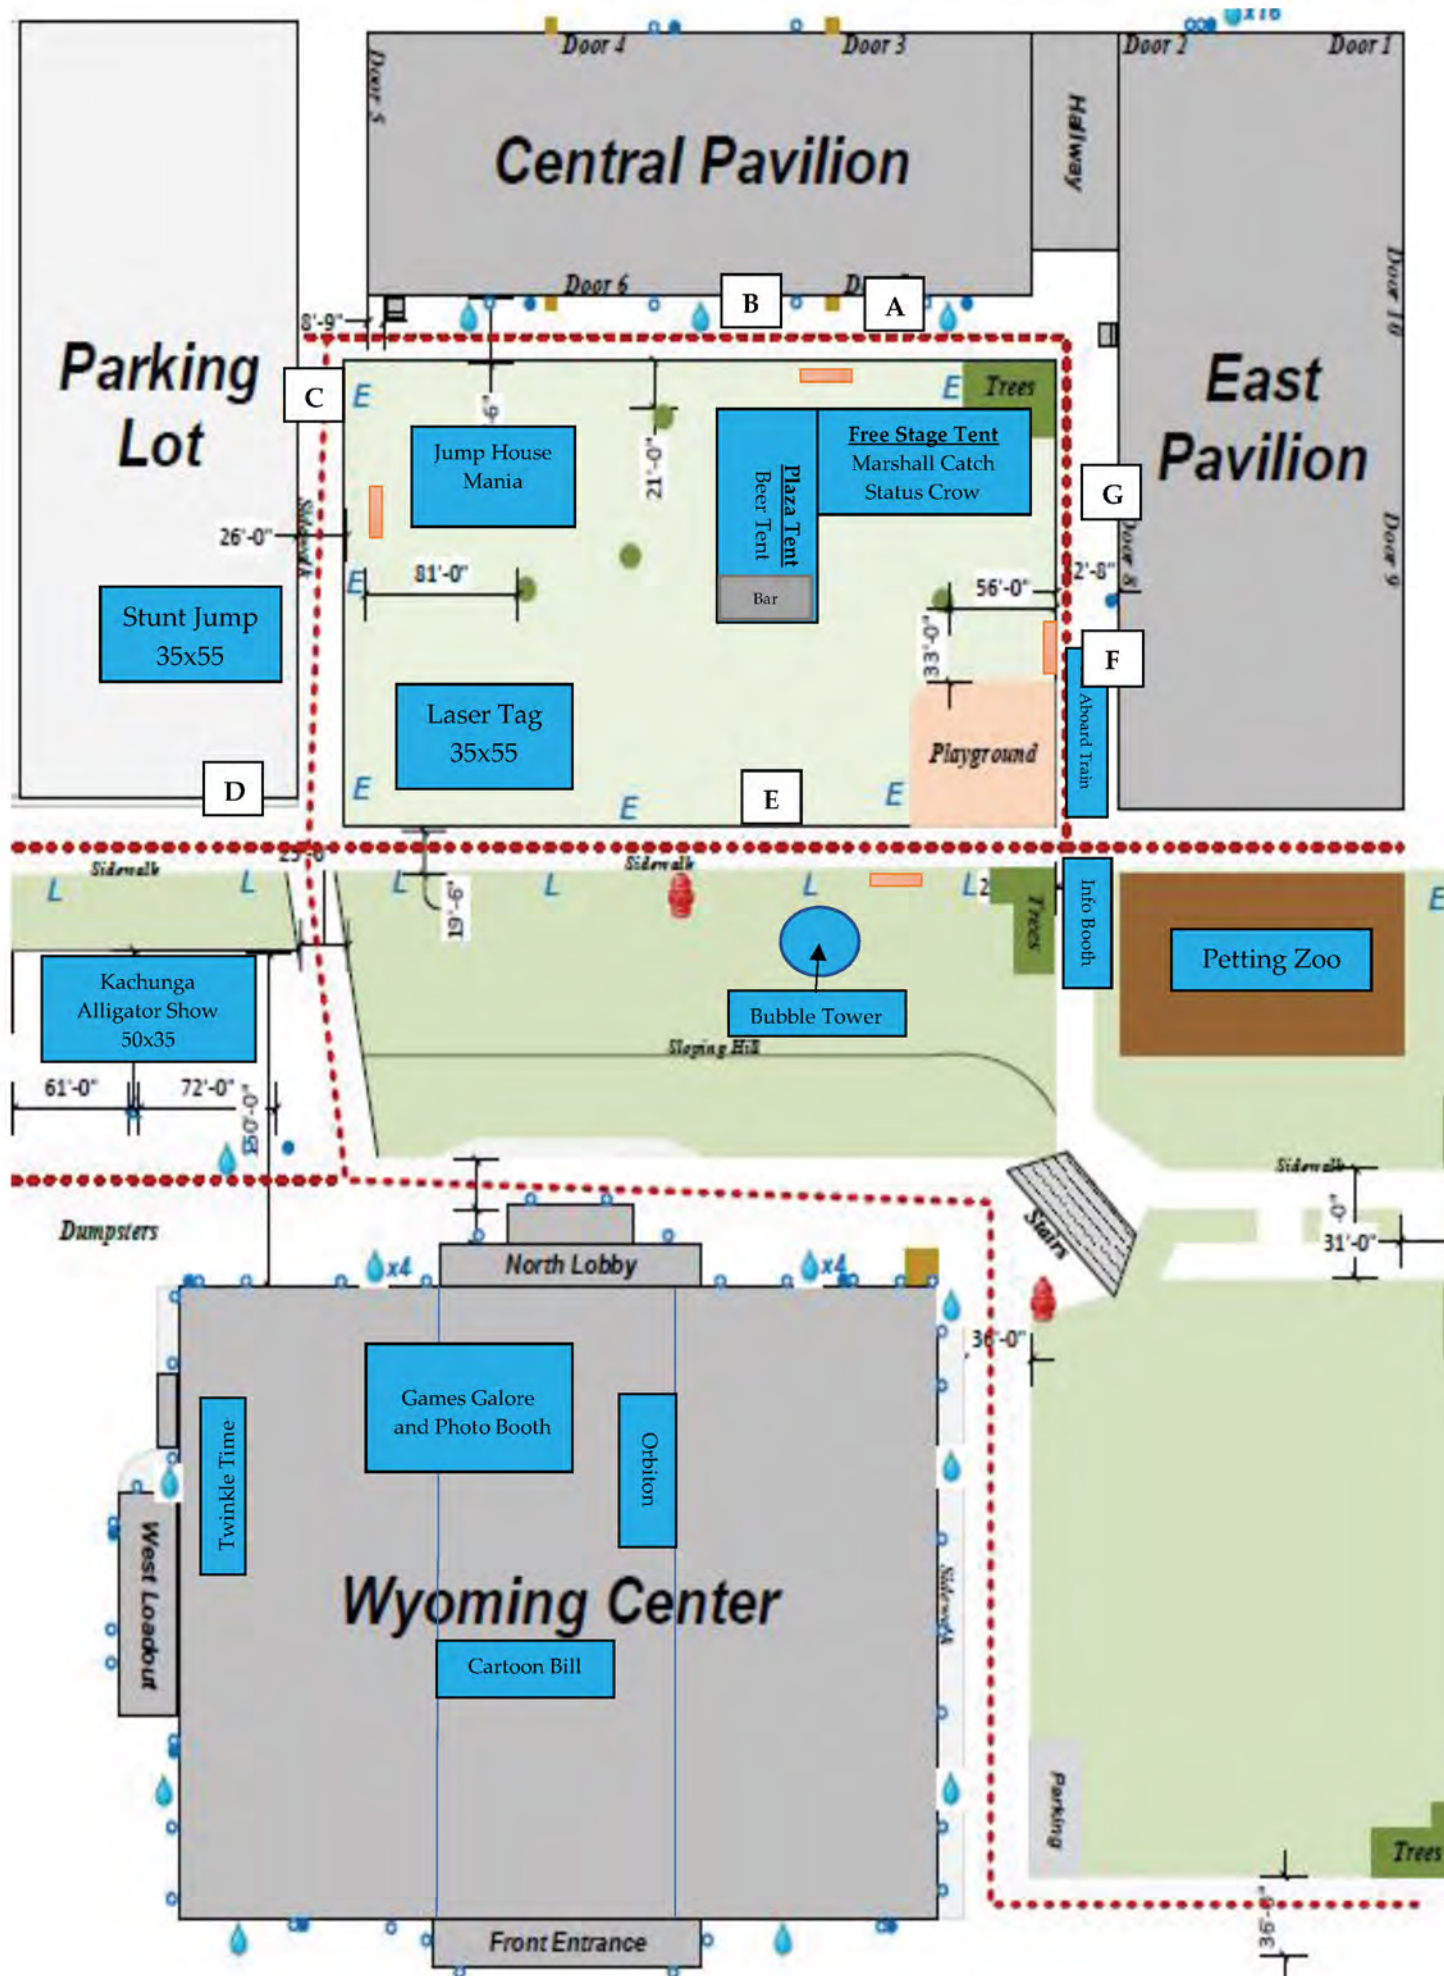 x16
Door 4
Door 3
Door 2
Door 1
Door 5
Central Pavilion
Hallway
Door 10
Door 6
B
A
8'-9"
Parking
Lot
C
E
E
Trees
East
Pavilion
Jump House
Mania
21'-0"
Plaza Tent
Beer Tent
Free Stage Tent
Marshall Catch
Status Crow
G
Door 8
Door 9
Sidewalk
26'-0"
E
81'-0"
Bar
56'-0"
2'-8"
Stunt Jump
35x55
33'-0"
F
Aboard Train
Laser Tag
35x55
Playground
D
E
E
E
E
Sidewalk
Sidewalk
L
L
L
L
L
L
2
19'-6"
Trees
Info Booth
E
Petting Zoo
Kachunga
Alligator Show
50x35
Bubble Tower
Sloping Hill
61'-0"
72'-0"
Sidewalk
Dumpsters
Stairs
31'-0"
x4
North Lobby
x4
36'-0"
Games Galore
and Photo Booth
Twinkle Time
Orbiton
West Loadout
Wyoming Center
Sidewalk
Cartoon Bill
Parking
Trees
Front Entrance